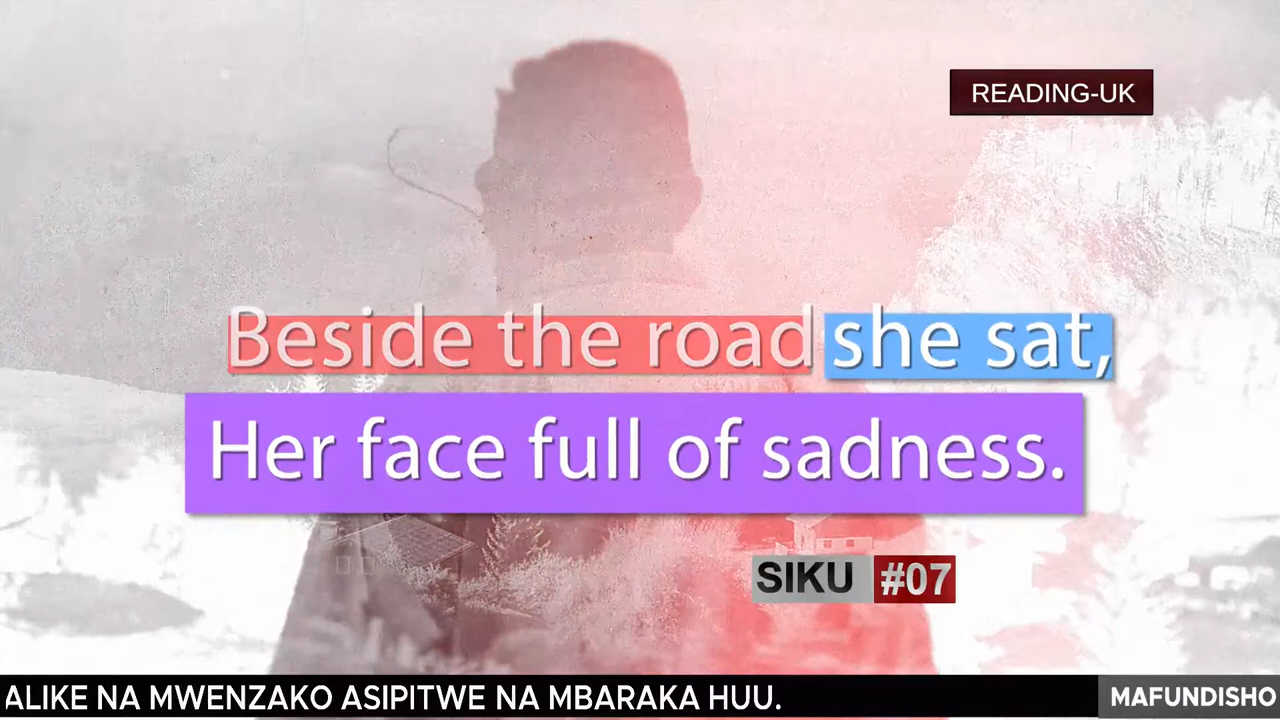 READING-UK
Beside the road she sat,
Her face full of sadness.
SIKU #07
ALIKE NA MWENZAKO ASIPITWE NA MBARAKA HUU.
MAFUNDISHO